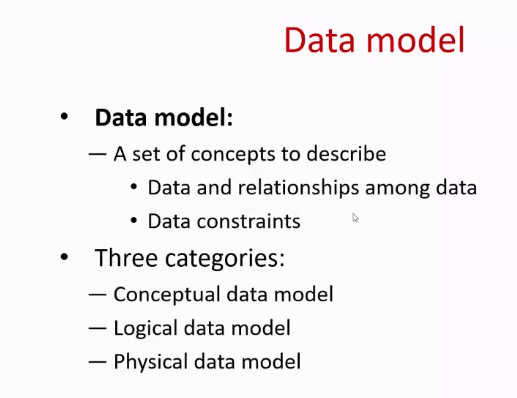 Data model
• Data model:
— A set of concepts to describe
• Data and relationships among data
• Data constraints
• Three categories:
— Conceptual data model
— Logical data model
— Physical data model